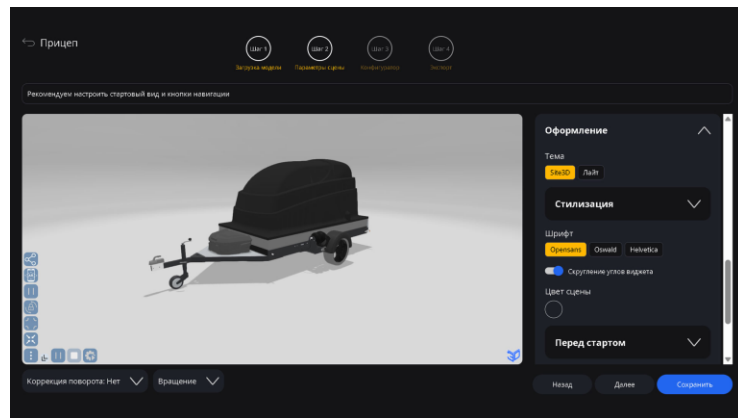 Прицеп
Шаг 1
Шаг 2
Шаг 3
Шаг 4
Загрузка модели
Параметры сцены
Конфигуратор
Экспорт
Рекомендуем настроить стартовый вид и кнопки навигации
Оформление
Тема
Site3D
Лайт
Стилизация
Шрифт
Opensans
Oswald
Helvetica
Скругление углов виджета
Цвет сцены
Перед стартом
Коррекция поворота: Нет
Вращение
Назад
Далее
Сохранить